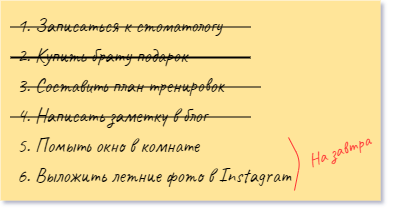 1. Записаться к стоматологу
2. Купить брату подарок
3. Составить план тренировок
4. Написать заметку в блог
5. Помыть окно в комнате
6. Выложить летние фото в Instagram
На завтра